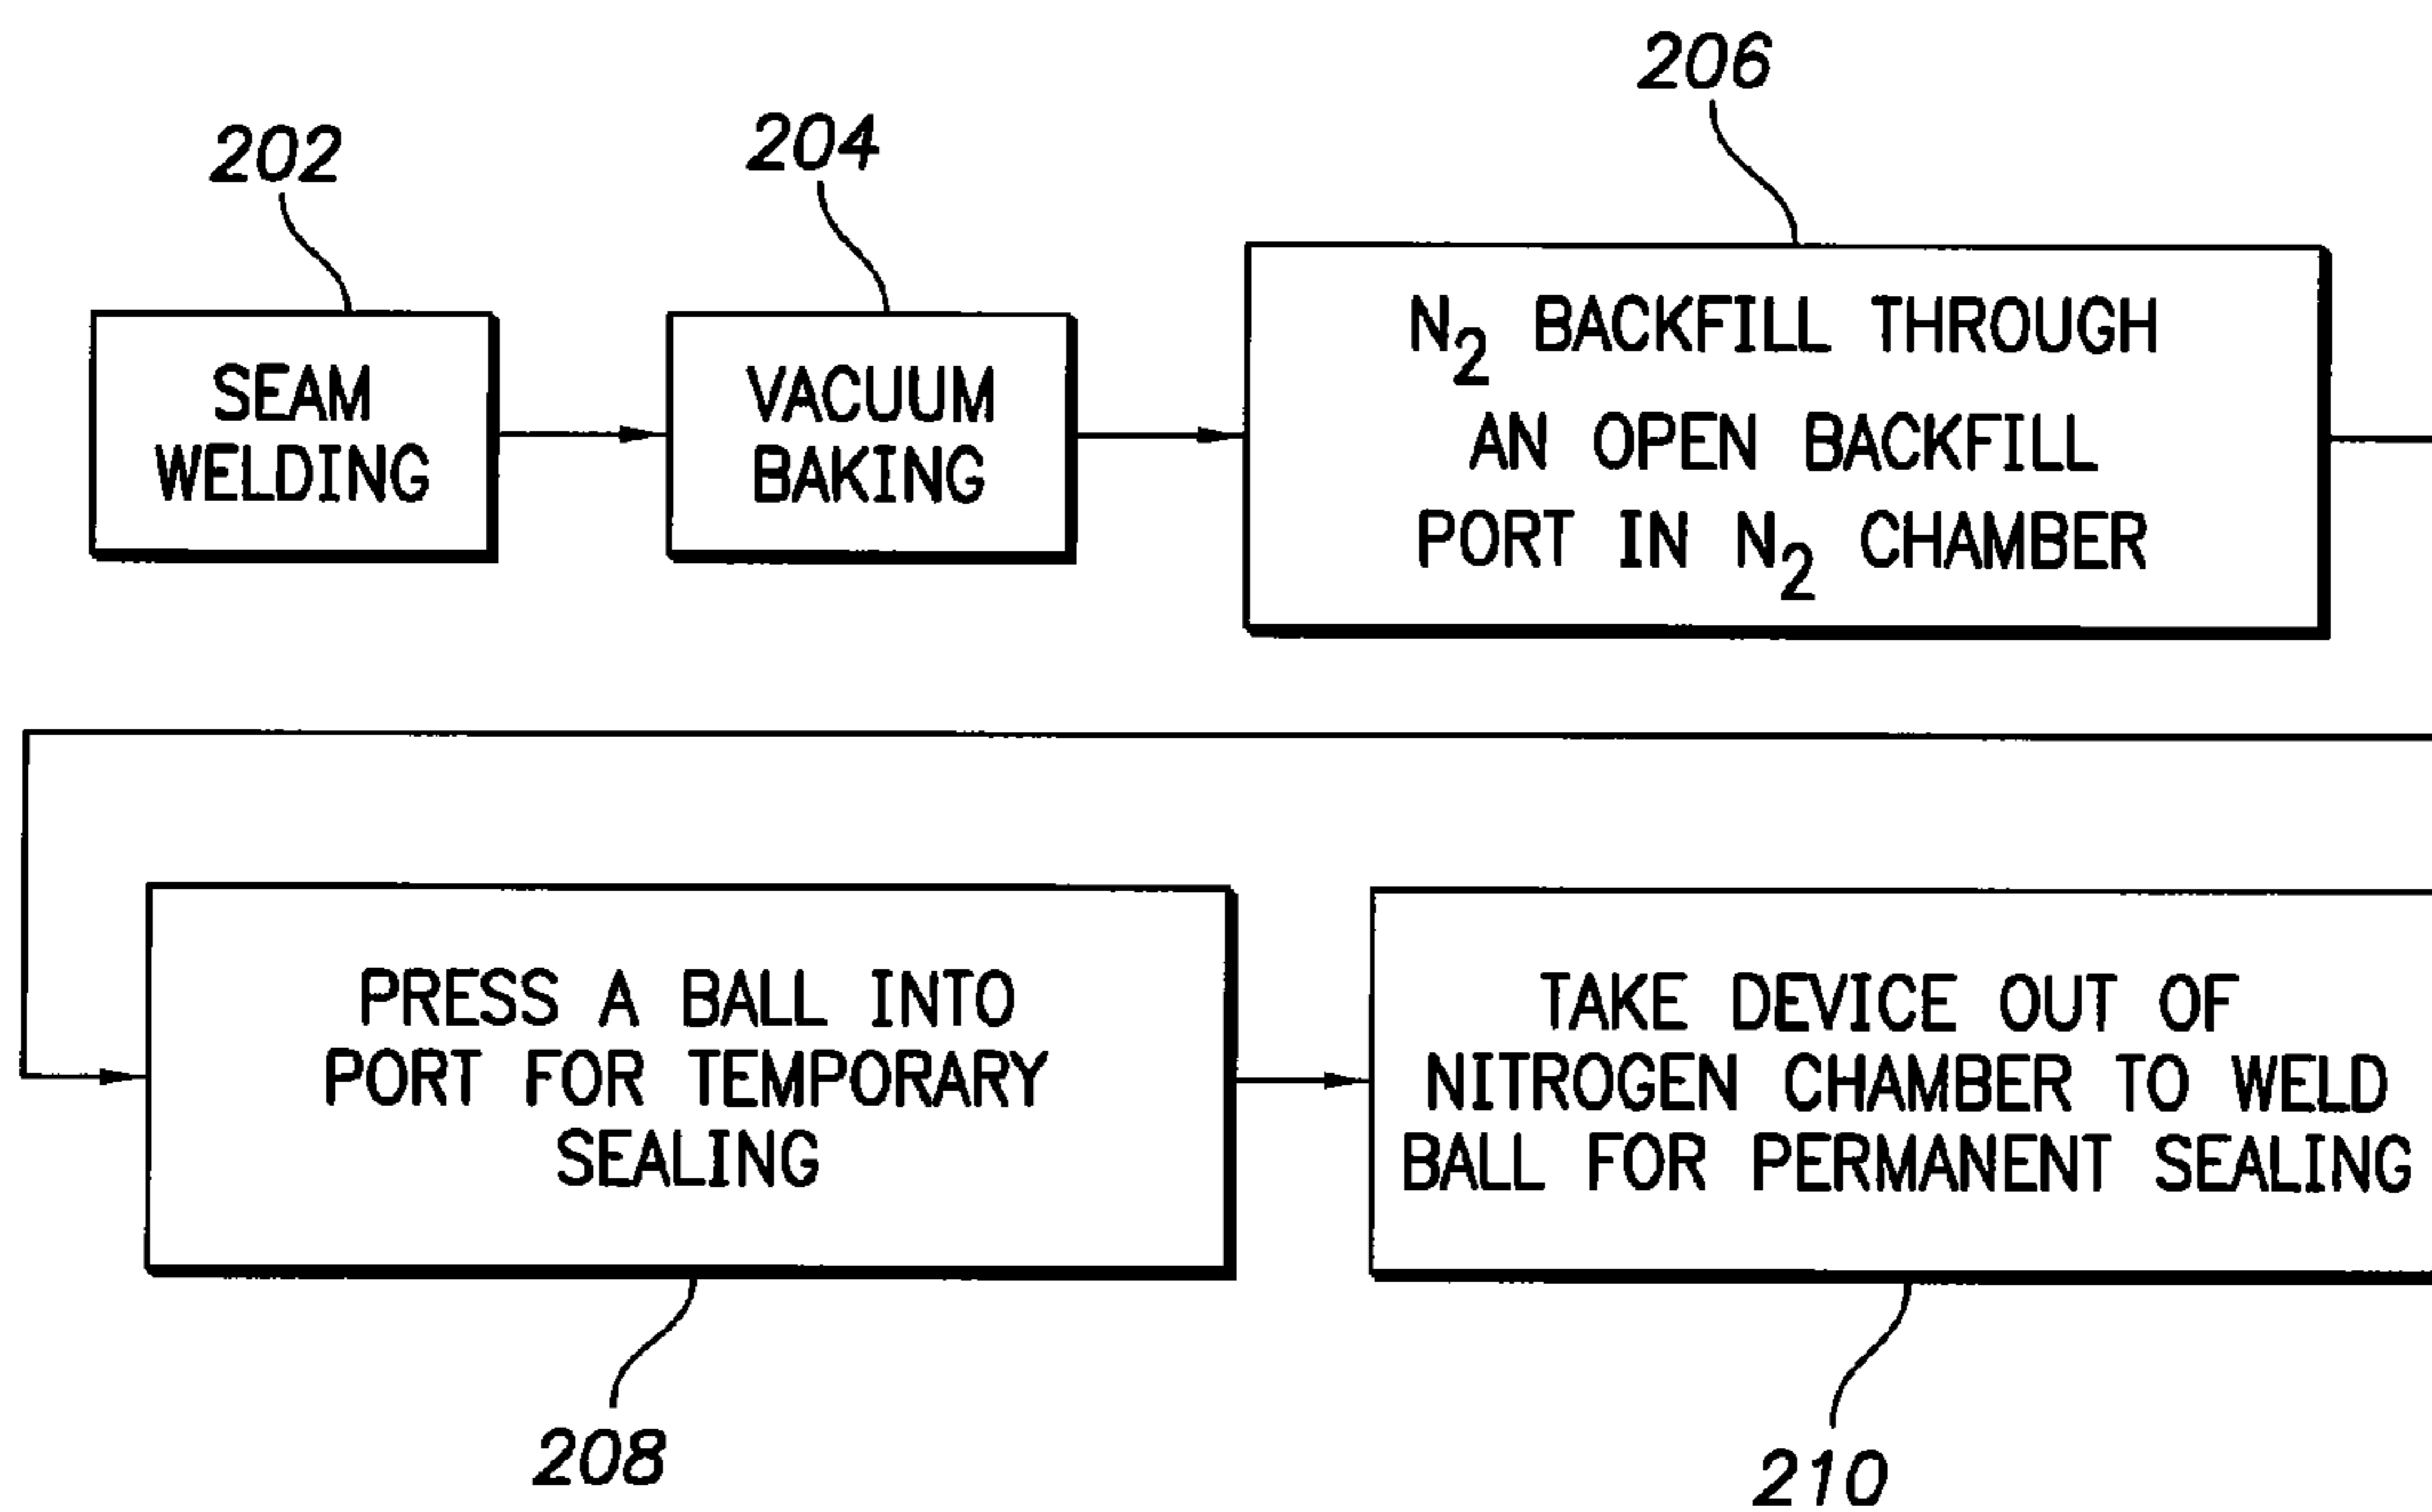 206
204
202
N2 BACKFILL THROUGH
AN OPEN BACKFILL
PORT IN N2 CHAMBER
SEAM
WELDING
VACUUM
BAKING
PRESS A BALL INTO
PORT FOR TEMPORARY
SEALING
TAKE DEVICE OUT OF
NITROGEN CHAMBER TO WELD
BALL FOR PERMANENT SEALING
208
210